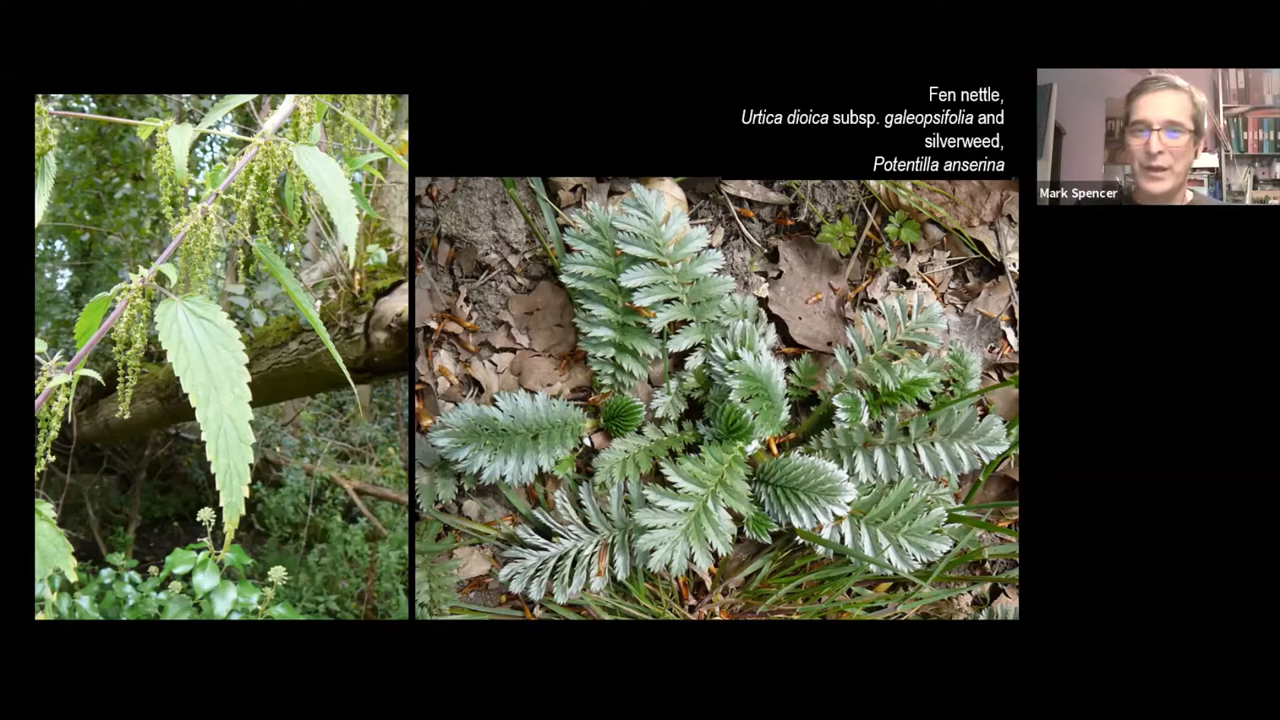 Fen nettle,
Urtica dioica subsp. galeopsifolia and
silverweed,
Potentilla anserina
Mark Spencer